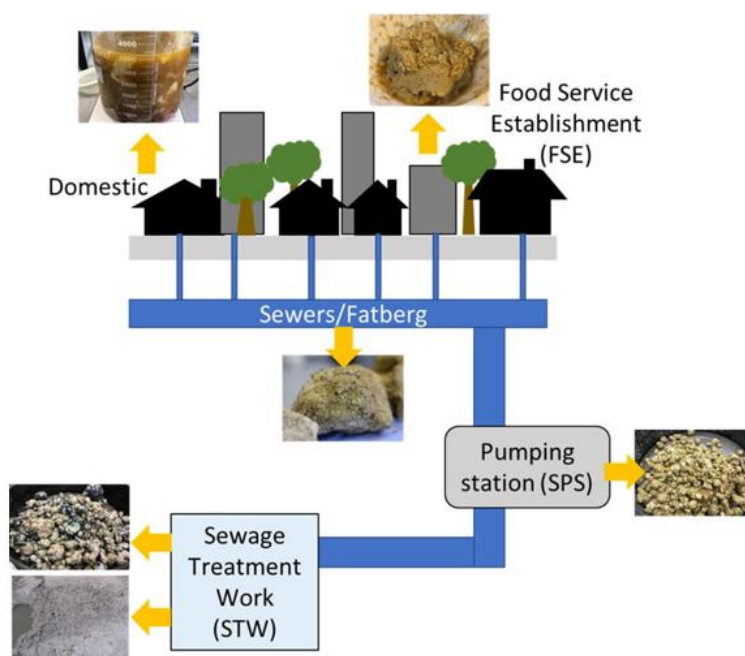 Food Service
Establishment
(FSE)
Domestic
Sewers/Fatberg
Pumping
station (SPS)
Sewage
Treatment
Work
(STW)